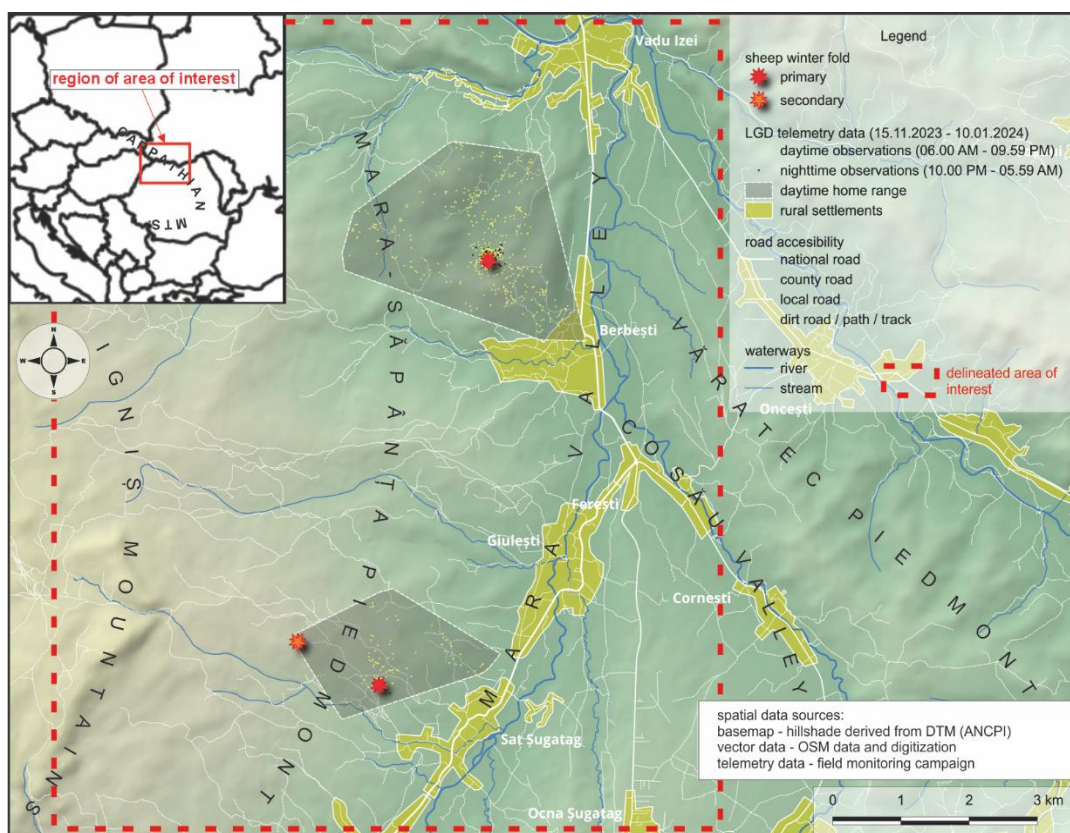 region of area of interest
CARPATHIAN
MTS.
N
W
E
S
Vadu Izei
MARA - SĂPÂNȚA PIEDMONT
MARA VALLEY
Berbești
VĂRATEC PIEDMONT
IGNIȘ MOUNTAINS
COSĂU VALLEY
Oncești
Ferești
Giulești
Cornești
Sat Șugatag
Ocna Șugatag
Legend
sheep winter fold
primary
secondary
LGD telemetry data (15.11.2023 - 10.01.2024)
daytime observations (06.00 AM - 09.59 PM)
nighttime observations (10.00 PM - 05.59 AM)
daytime home range
rural settlements
road accesibility
national road
county road
local road
dirt road / path / track
waterways
river
stream
delineated area of
interest
spatial data sources:
basemap - hillshade derived from DTM (ANCPI)
vector data - OSM data and digitization
telemetry data - field monitoring campaign
0 1 2 3 km